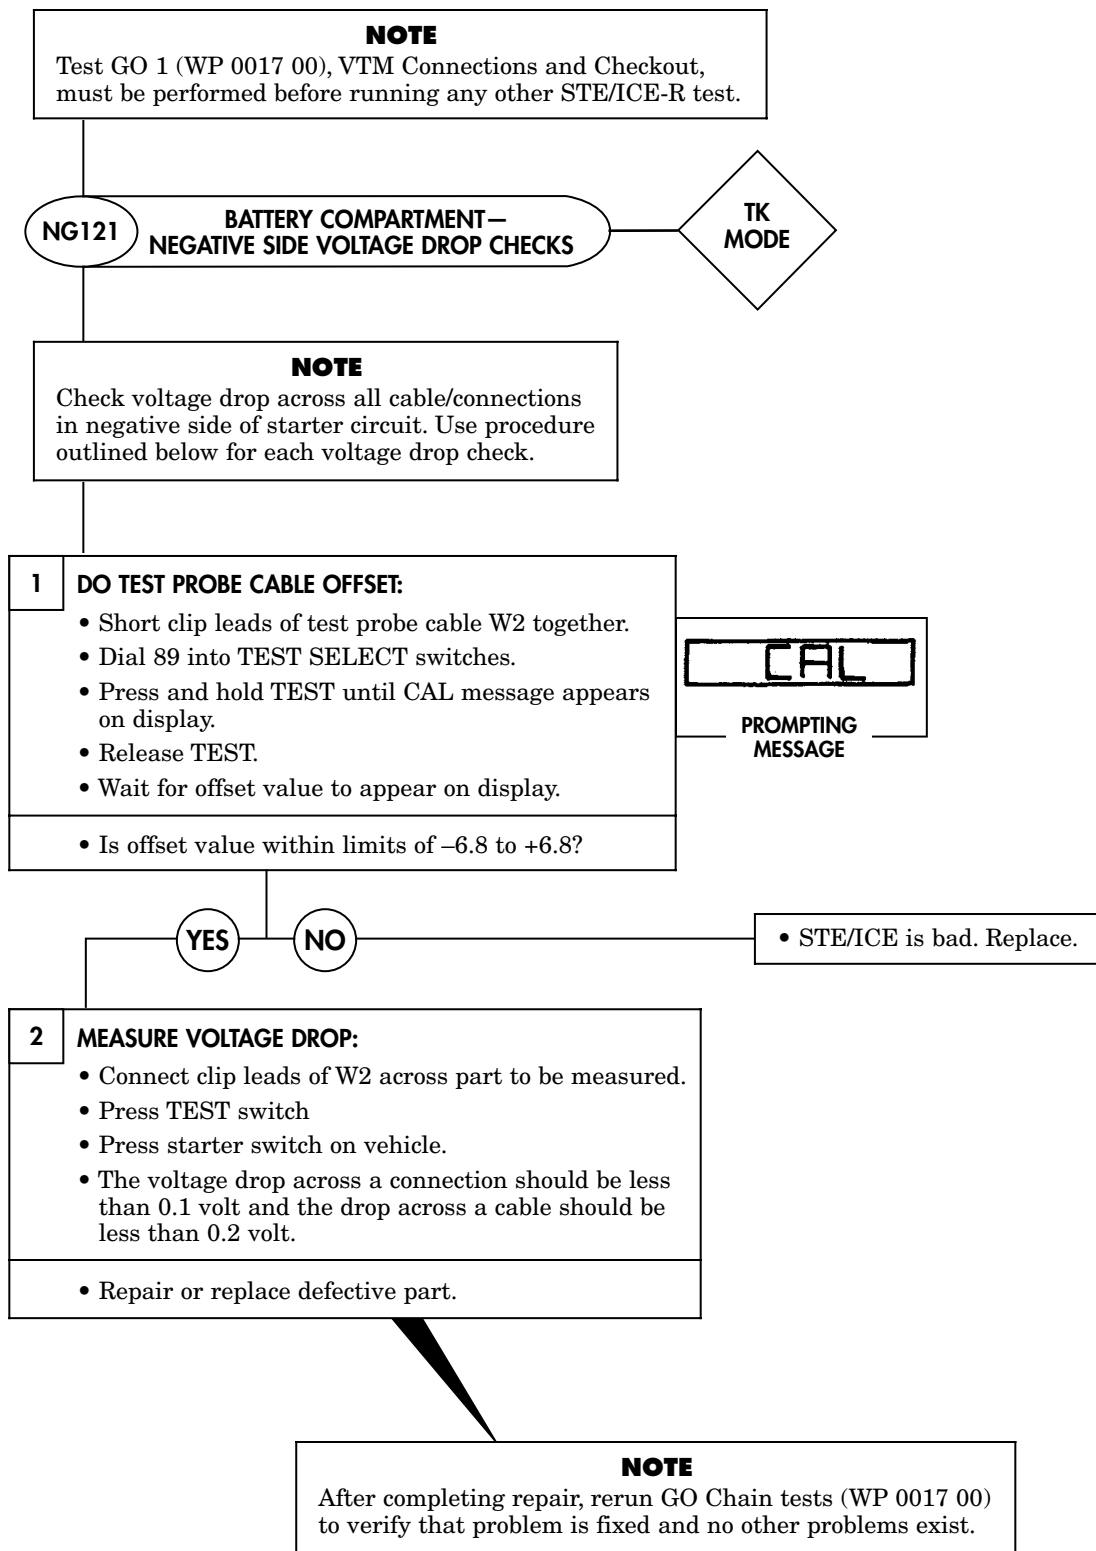 NOTE
Test GO 1 (WP 0017 00), VTM Connections and Checkout,
must be performed before running any other STE/ICE-R test.
NG121
BATTERY COMPARTMENT—
NEGATIVE SIDE VOLTAGE DROP CHECKS
TK
MODE
NOTE
Check voltage drop across all cable/connections
in negative side of starter circuit. Use procedure
outlined below for each voltage drop check.
1 DO TEST PROBE CABLE OFFSET:
• Short clip leads of test probe cable W2 together.
• Dial 89 into TEST SELECT switches.
• Press and hold TEST until CAL message appears
on display.
• Release TEST.
• Wait for offset value to appear on display.
CAL
PROMPTING
MESSAGE
• Is offset value within limits of –6.8 to +6.8?
YES
NO
• STE/ICE is bad. Replace.
2 MEASURE VOLTAGE DROP:
• Connect clip leads of W2 across part to be measured.
• Press TEST switch
• Press starter switch on vehicle.
• The voltage drop across a connection should be less
than 0.1 volt and the drop across a cable should be
less than 0.2 volt.
• Repair or replace defective part.
NOTE
After completing repair, rerun GO Chain tests (WP 0017 00)
to verify that problem is fixed and no other problems exist.